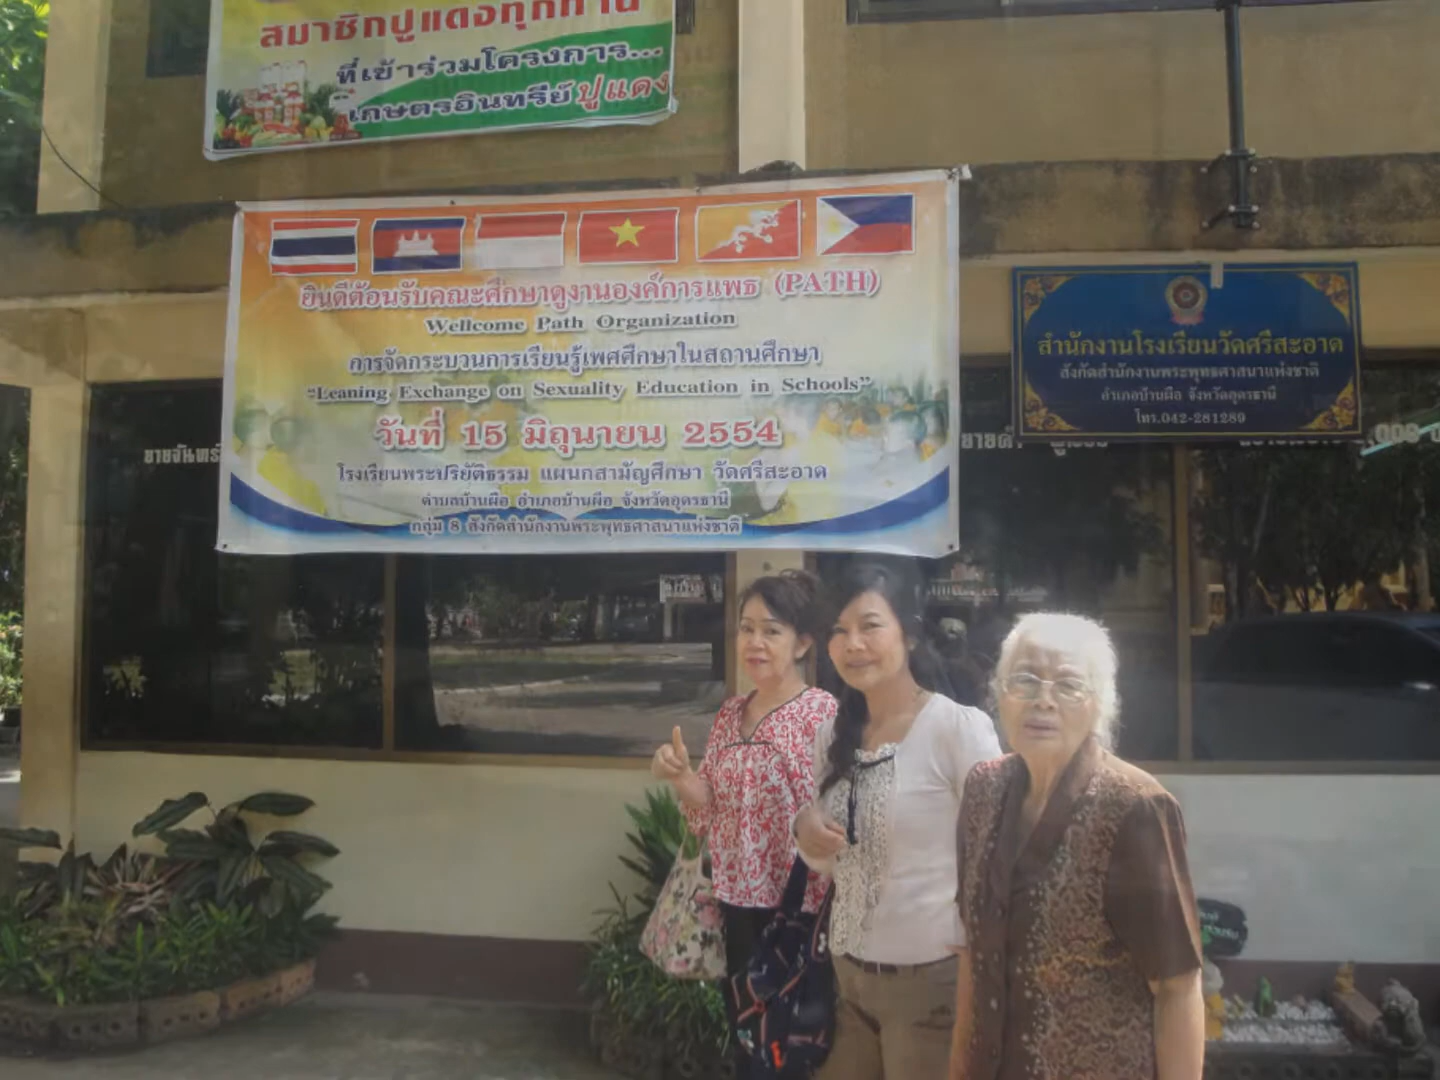 สมาชิกปูแดงทุกท่าน
ที่เข้าร่วมโครงการ...
เกษตรอินทรีย์ปูแดง
ยินดีต้อนรับคณะศึกษาดูงานองค์การแพธ (PATH)
Wellcome Path Organization
การจัดกระบวนการเรียนรู้เพศศึกษาในสถานศึกษา
"Leaning Exchange on Sexuality Education in Schools"
วันที่ 15 มิถุนายน 2554
โรงเรียนพระปริยัติธรรม แผนกสามัญศึกษา วัดศรีสะอาด
ตำบลบ้านผือ อำเภอบ้านผือ จังหวัดอุดรธานี
กลุ่ม 8 สังกัดสำนักงานพระพุทธศาสนาแห่งชาติ
สำนักงานโรงเรียนวัดศรีสะอาด
สังกัดสำนักงานพระพุทธศาสนาแห่งชาติ
อำเภอบ้านผือ จังหวัดอุดรธานี
โทร.042-281289